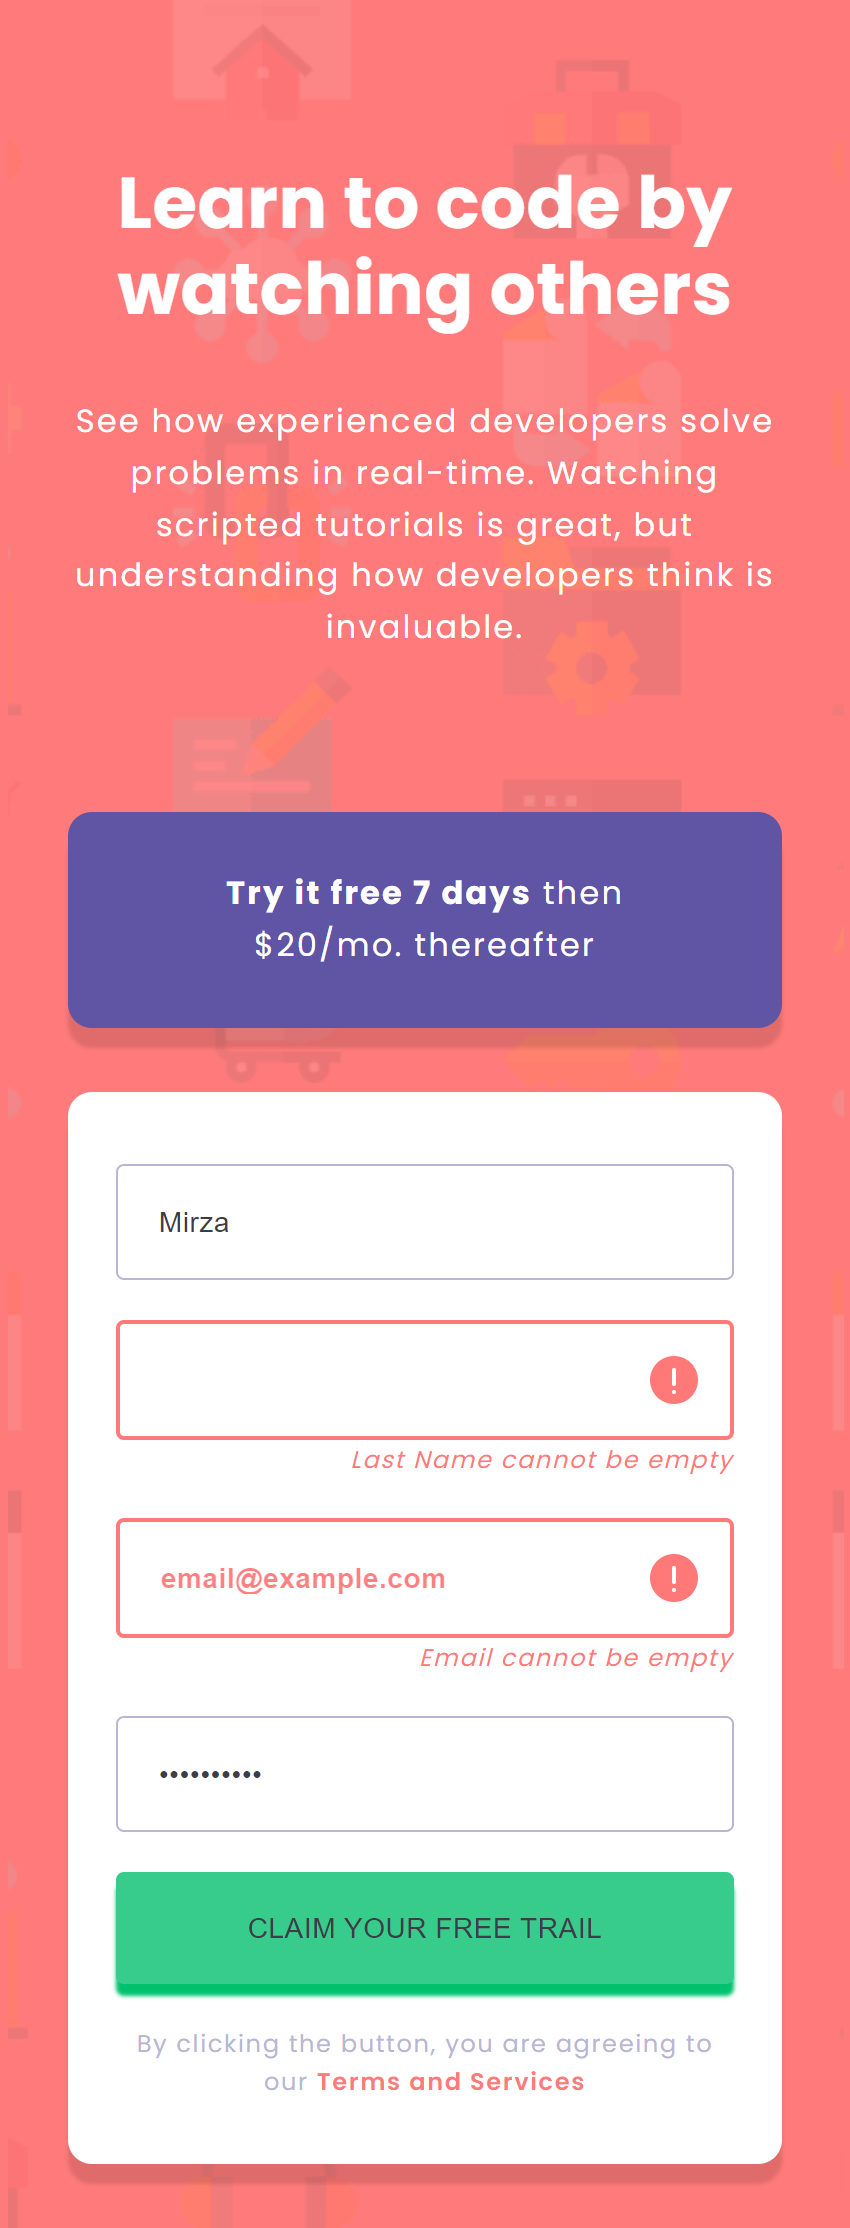 Learn to code by
watching others
See how experienced developers solve
problems in real-time. Watching
scripted tutorials is great, but
understanding how developers think is
invaluable.
Try it free 7 days then
$20/mo. thereafter
Mirza
Last Name cannot be empty
email@example.com
Email cannot be empty
••••••••••
CLAIM YOUR FREE TRAIL
By clicking the button, you are agreeing to
our Terms and Services